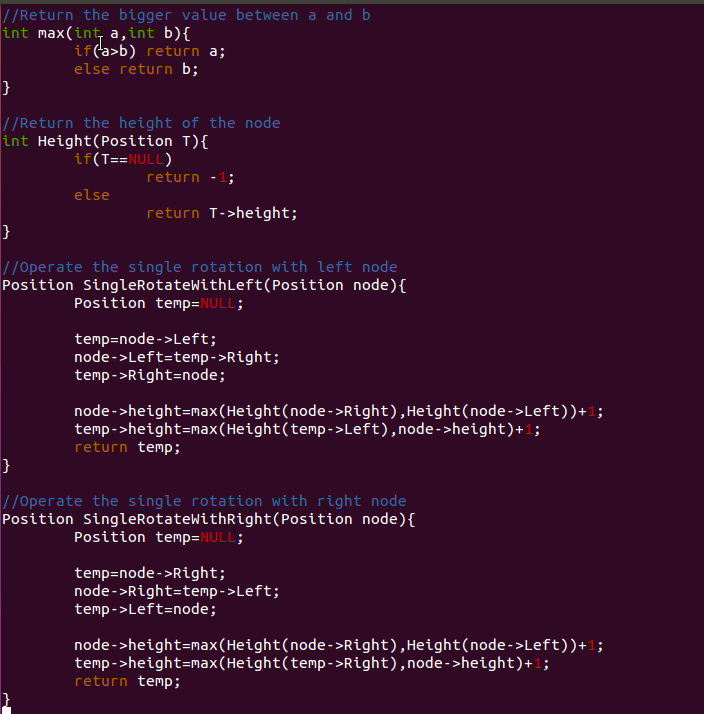 //Return the bigger value between a and b
int max(int a,int b){
        if(a>b) return a;
        else return b;
}

//Return the height of the node
int Height(Position T){
        if(T==NULL)
                return -1;
        else
                return T->height;
}

//Operate the single rotation with left node
Position SingleRotateWithLeft(Position node){
        Position temp=NULL;

        temp=node->Left;
        node->Left=temp->Right;
        temp->Right=node;

        node->height=max(Height(node->Right),Height(node->Left))+1;
        temp->height=max(Height(temp->Left),node->height)+1;
        return temp;
}

//Operate the single rotation with right node
Position SingleRotateWithRight(Position node){
        Position temp=NULL;

        temp=node->Right;
        node->Right=temp->Left;
        temp->Left=node;

        node->height=max(Height(node->Right),Height(node->Left))+1;
        temp->height=max(Height(temp->Right),node->height)+1;
        return temp;
}